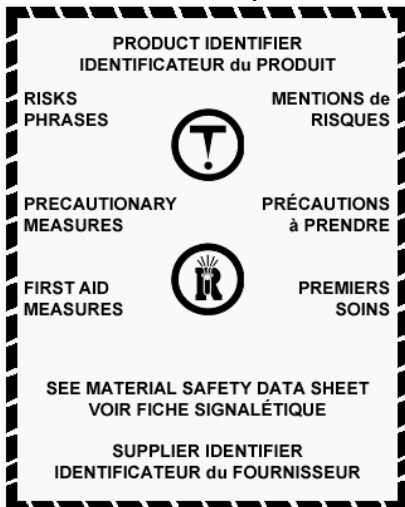 PRODUCT IDENTIFIER
IDENTIFICATEUR du PRODUIT
RISKS
PHRASES
MENTIONS de
RISQUES
PRECAUTIONARY
MEASURES
PRÉCAUTIONS
à PRENDRE
FIRST AID
MEASURES
PREMIERS
SOINS
SEE MATERIAL SAFETY DATA SHEET
VOIR FICHE SIGNALÉTIQUE
SUPPLIER IDENTIFIER
IDENTIFICATEUR du FOURNISSEUR